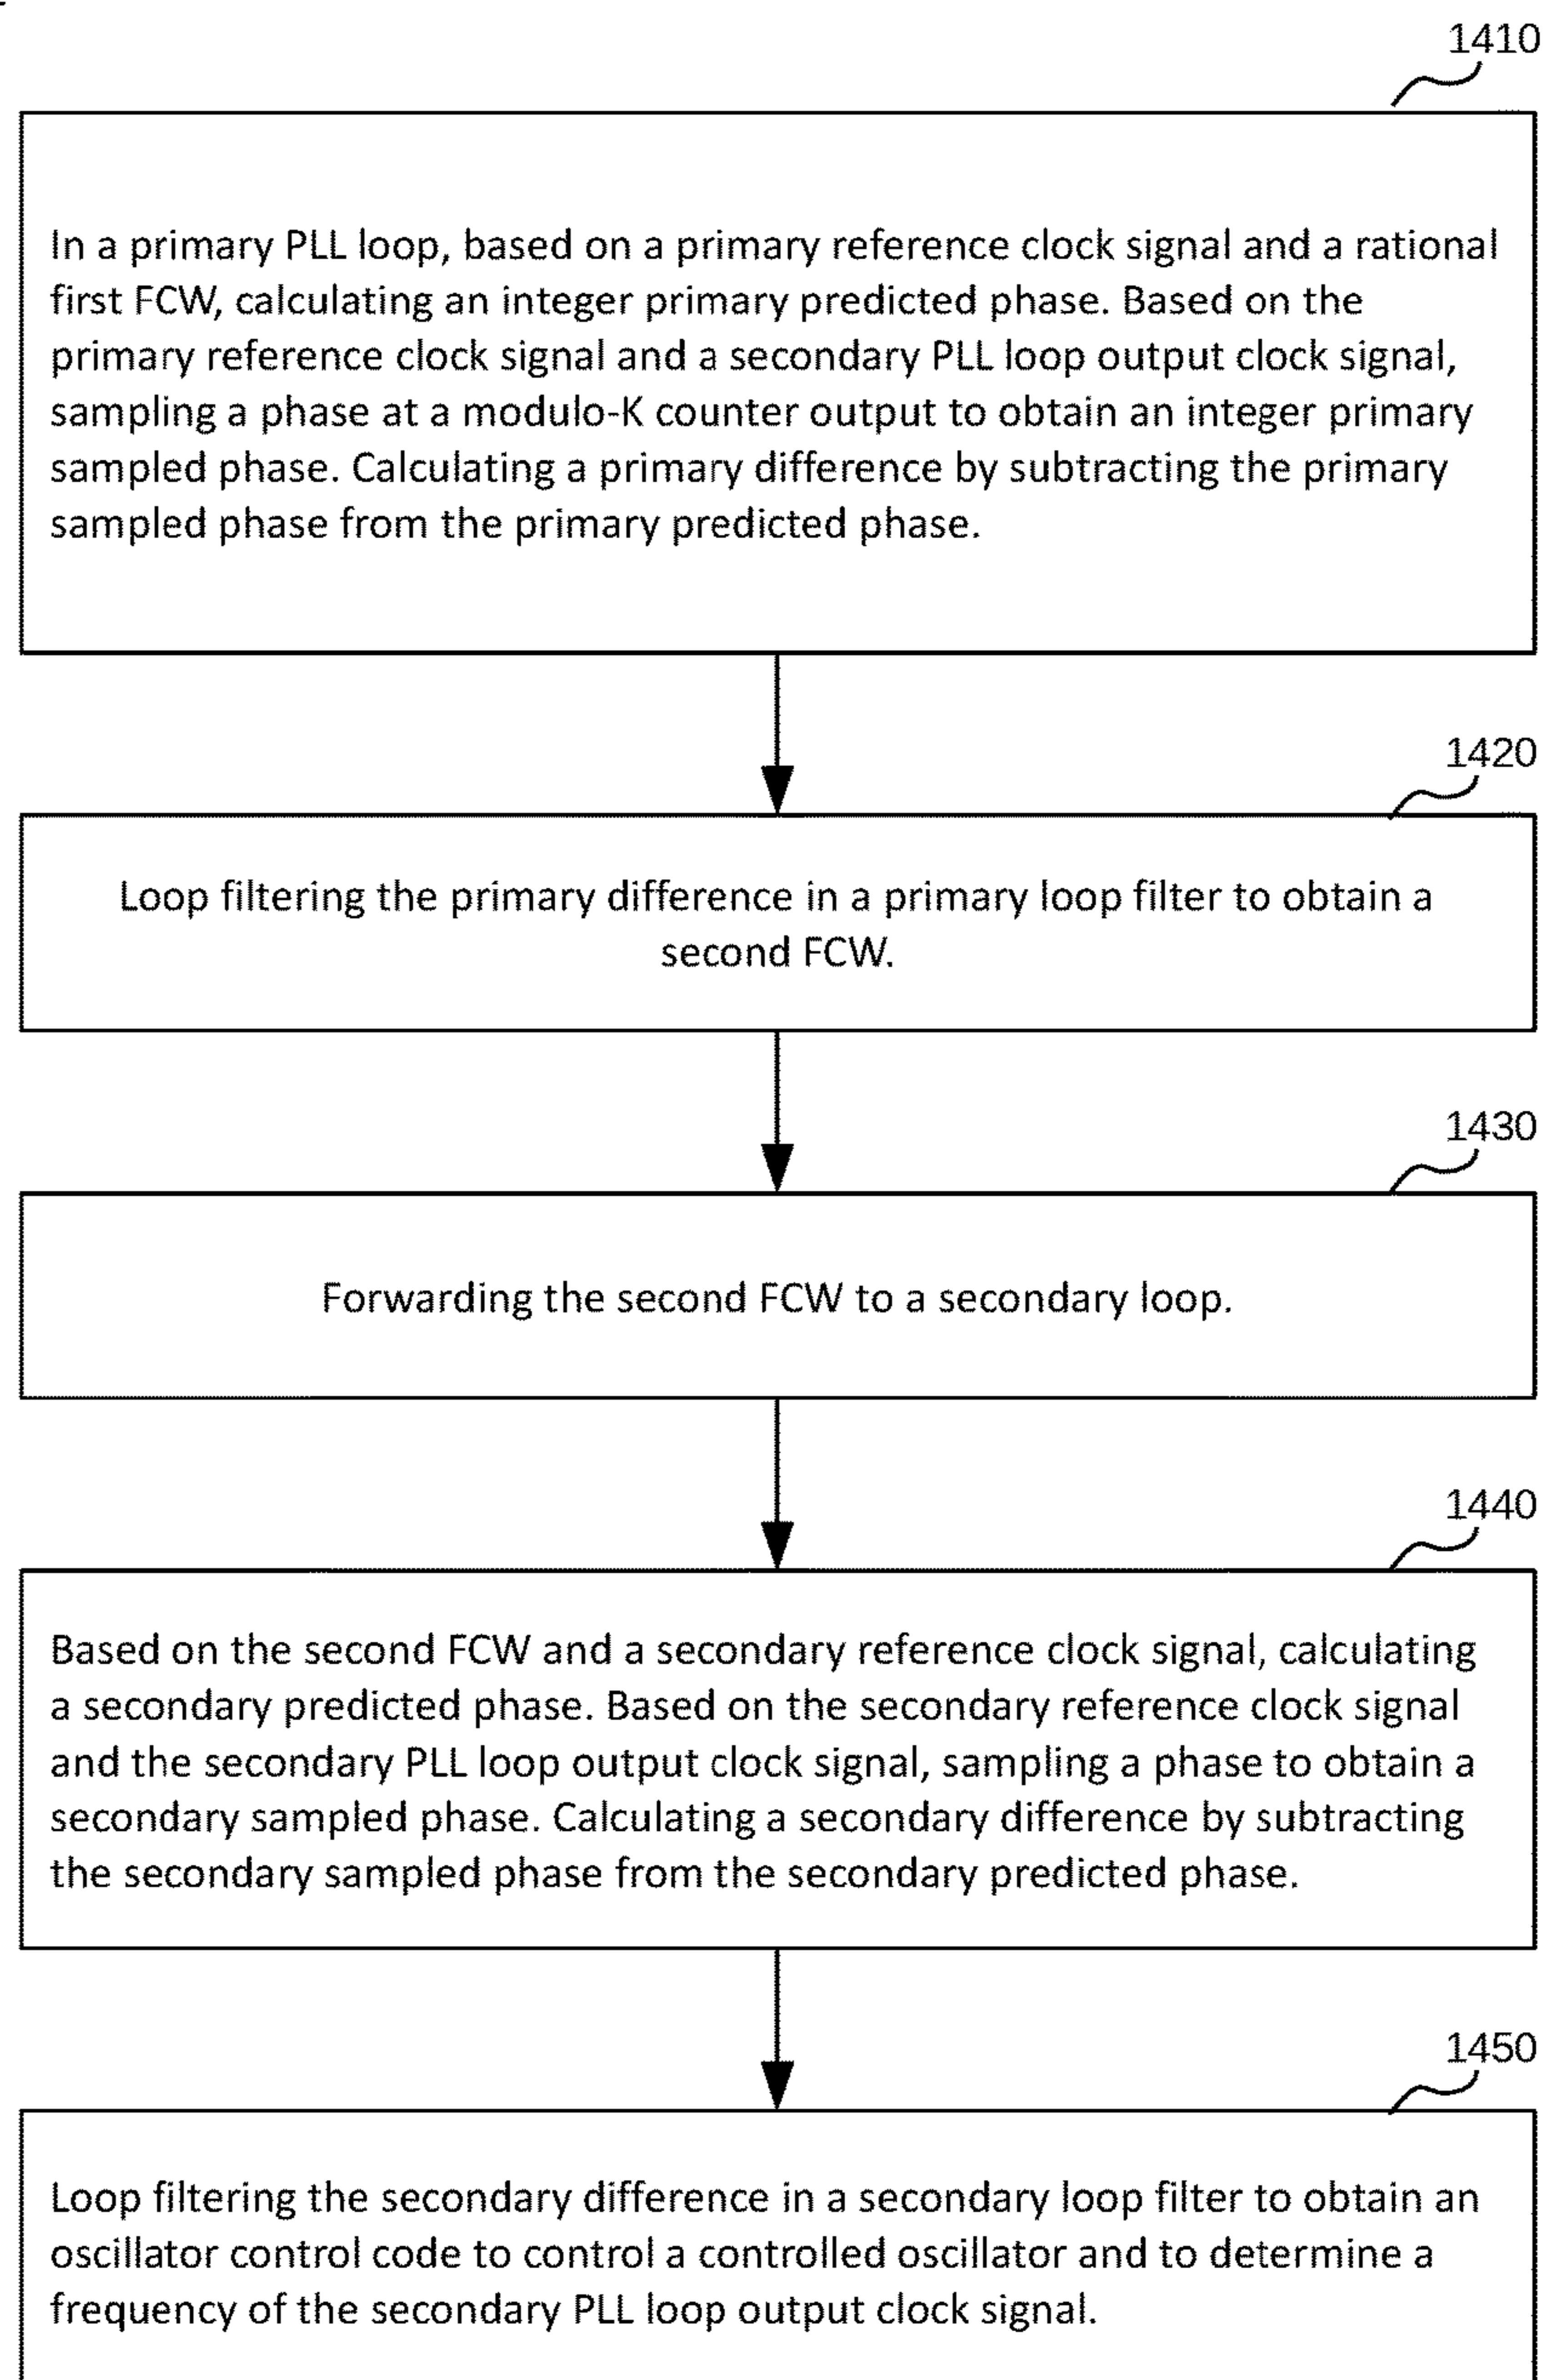 1410
In a primary PLL loop, based on a primary reference clock signal and a rational
first FCW, calculating an integer primary predicted phase. Based on the
primary reference clock signal and a secondary PLL loop output clock signal,
sampling a phase at a modulo-K counter output to obtain an integer primary
sampled phase. Calculating a primary difference by subtracting the primary
sampled phase from the primary predicted phase.
1420
Loop filtering the primary difference in a primary loop filter to obtain a
second FCW.
1430
Forwarding the second FCW to a secondary loop.
1440
Based on the second FCW and a secondary reference clock signal, calculating
a secondary predicted phase. Based on the secondary reference clock signal
and the secondary PLL loop output clock signal, sampling a phase to obtain a
secondary sampled phase. Calculating a secondary difference by subtracting
the secondary sampled phase from the secondary predicted phase.
1450
Loop filtering the secondary difference in a secondary loop filter to obtain an
oscillator control code to control a controlled oscillator and to determine a
frequency of the secondary PLL loop output clock signal.